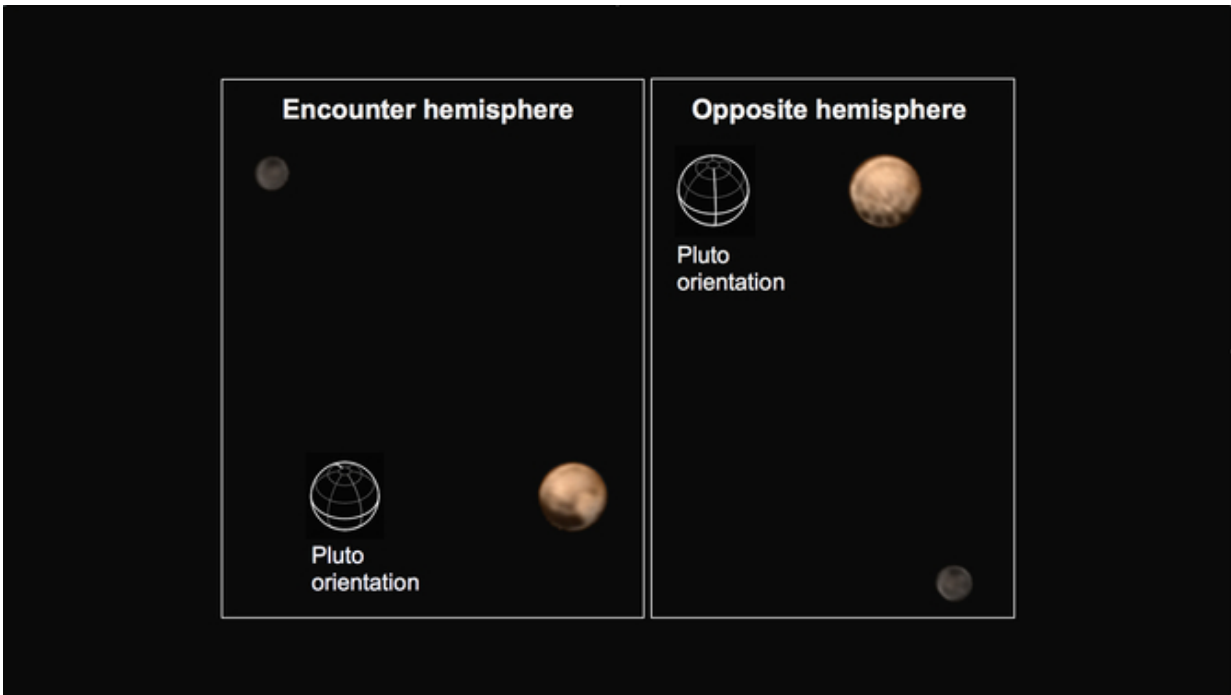 Encounter hemisphere
Pluto
orientation
Opposite hemisphere
Pluto
orientation